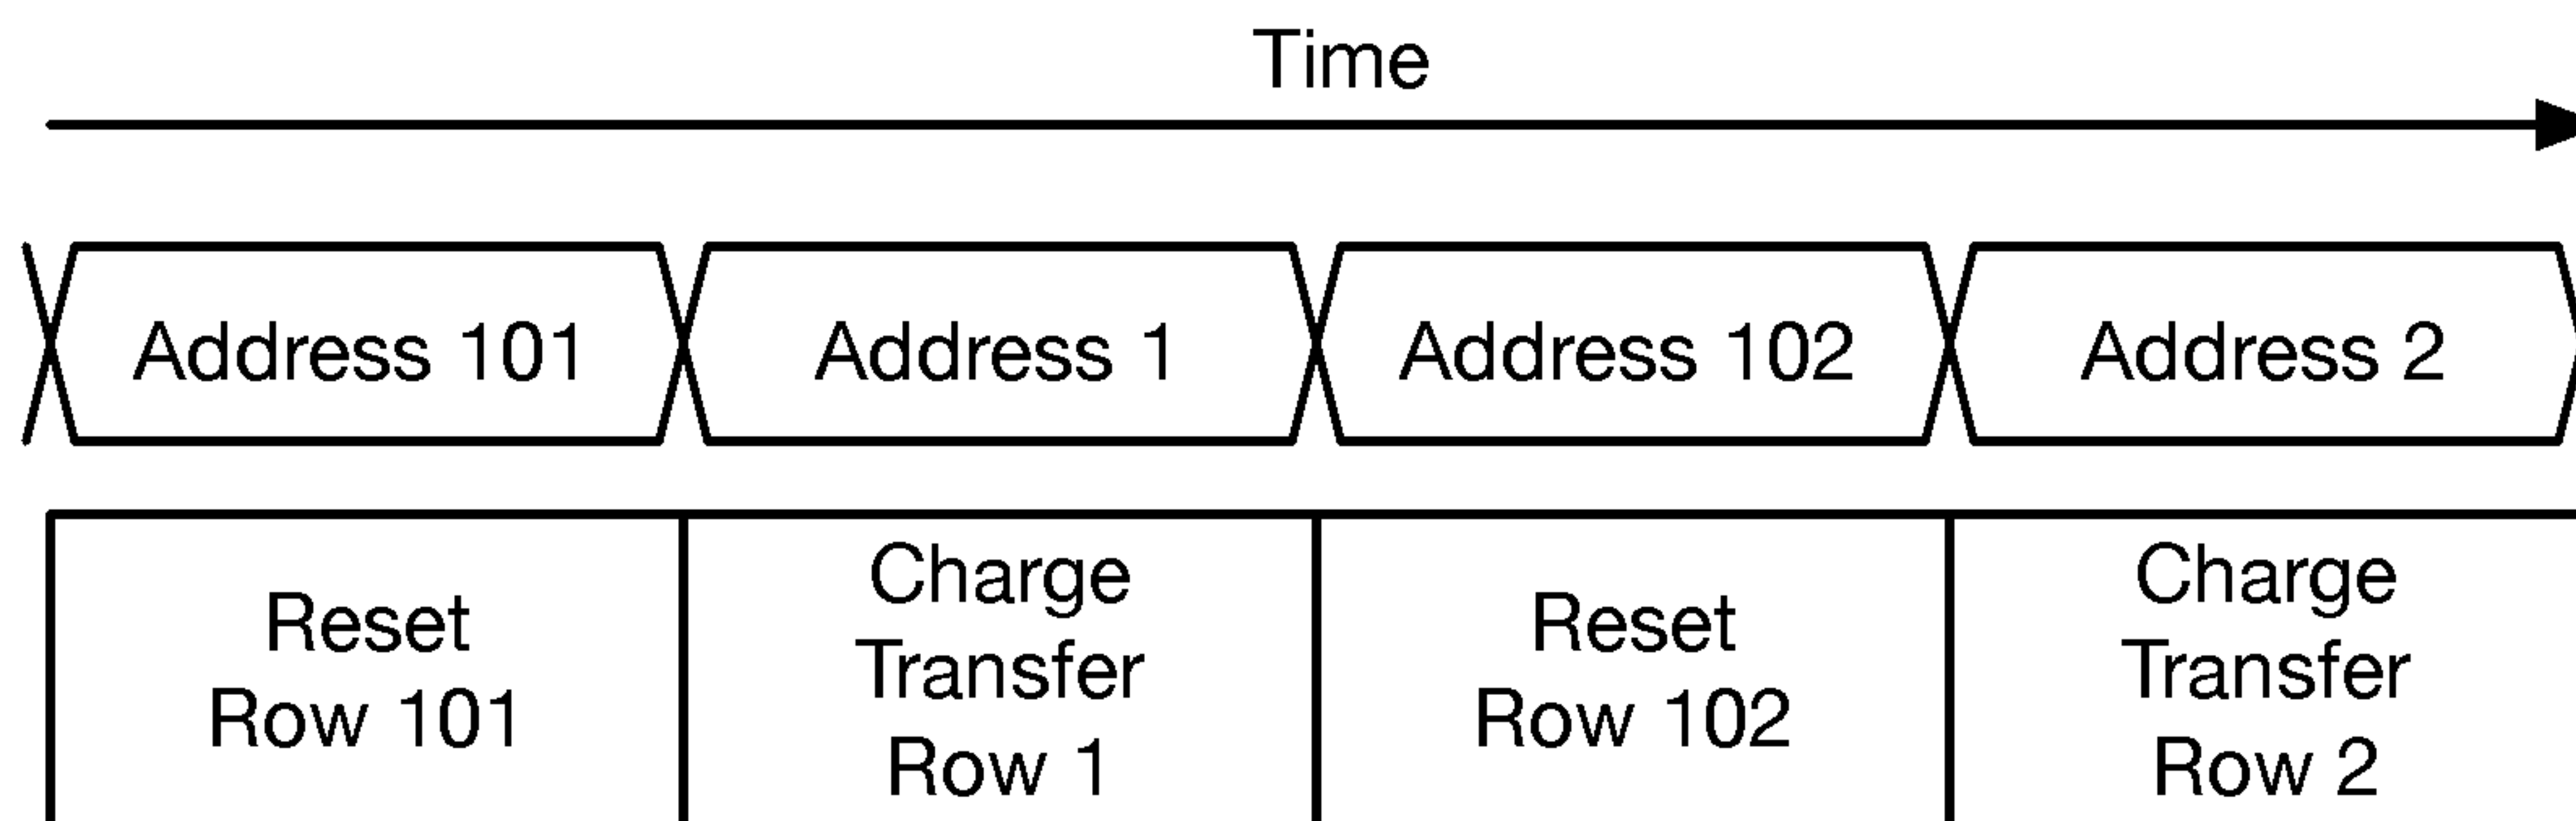 Time
Address 101
Address 1
Address 102
Address 2
Reset
Row 101
Charge
Transfer
Row 1
Reset
Row 102
Charge
Transfer
Row 2